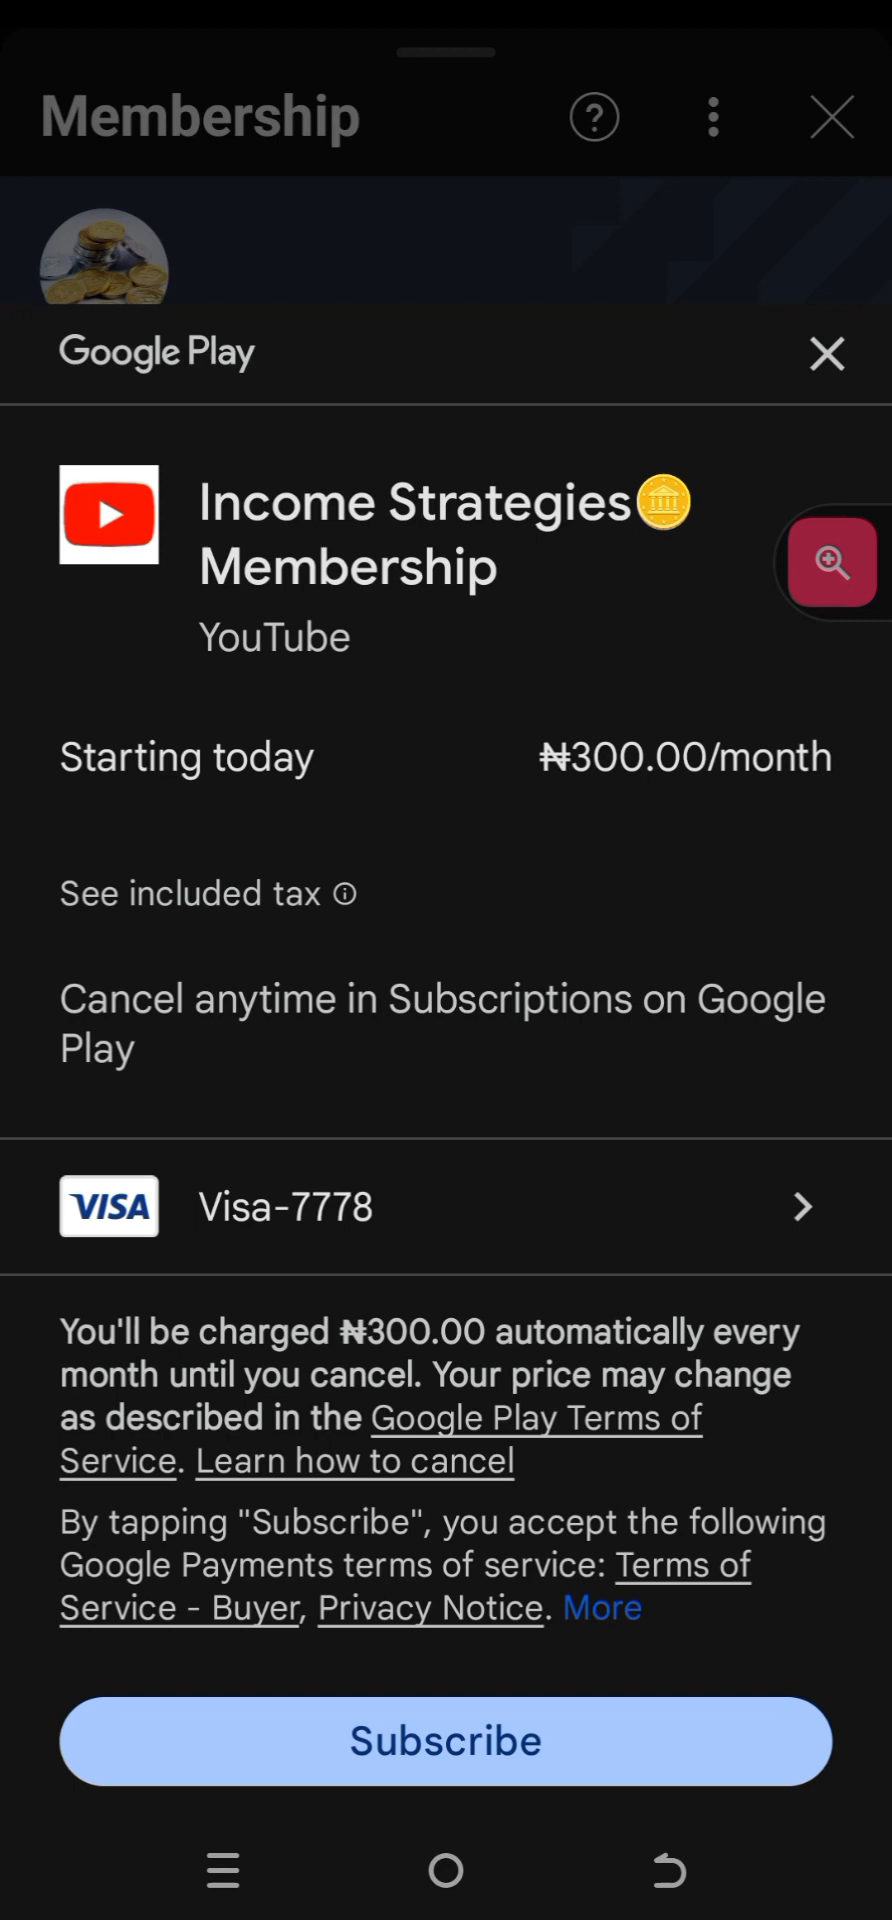 Membership
Google Play
Income Strategies🪙
Membership
YouTube
Starting today ₦300.00/month
See included tax
Cancel anytime in Subscriptions on Google
Play
VISA Visa-7778
You'll be charged ₦300.00 automatically every
month until you cancel. Your price may change
as described in the Google Play Terms of
Service. Learn how to cancel
By tapping "Subscribe", you accept the following
Google Payments terms of service: Terms of
Service - Buyer, Privacy Notice. More
Subscribe